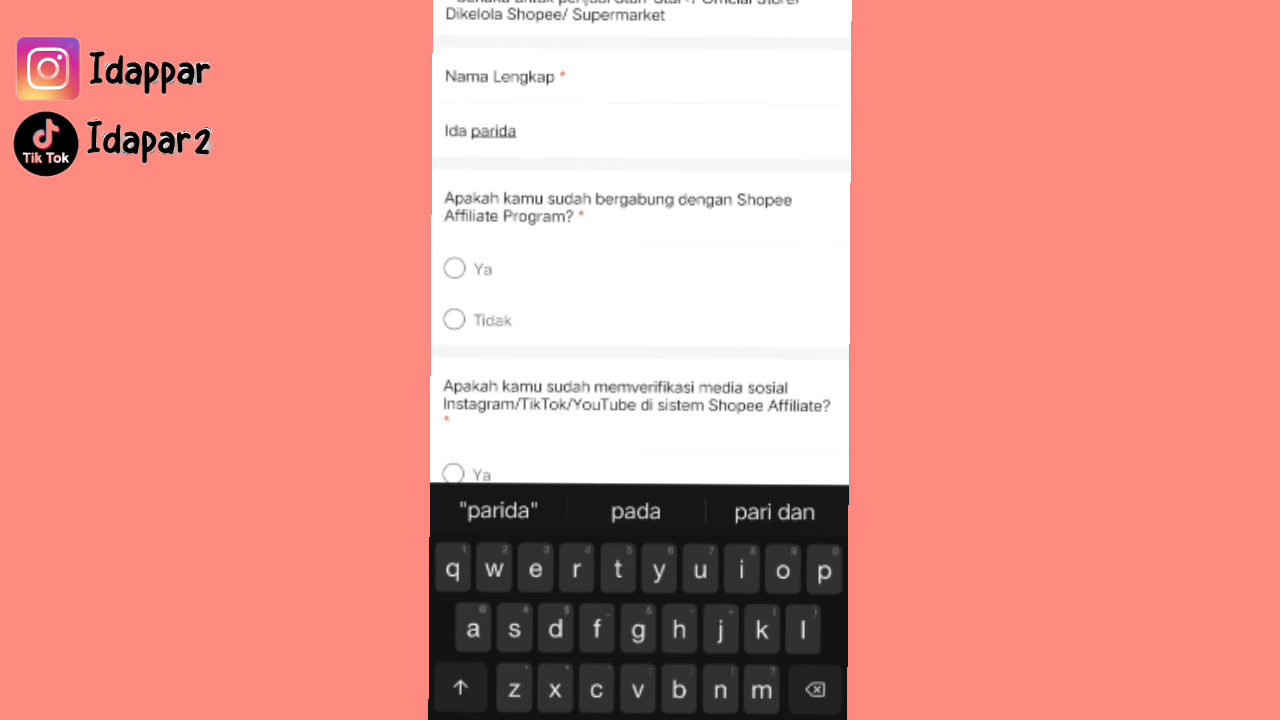 Idappar
Tik Tok
Idapar2
Dikelola Shopee/ Supermarket
Nama Lengkap *
Ida parida
Apakah kamu sudah bergabung dengan Shopee
Affiliate Program? *
Ya
Tidak
Apakah kamu sudah memverifikasi media sosial
Instagram/TikTok/YouTube di sistem Shopee Affiliate?
*
Ya
"parida" pada pari dan
q w e r t y u i o p
a s d f g h j k l
z x c v b n m